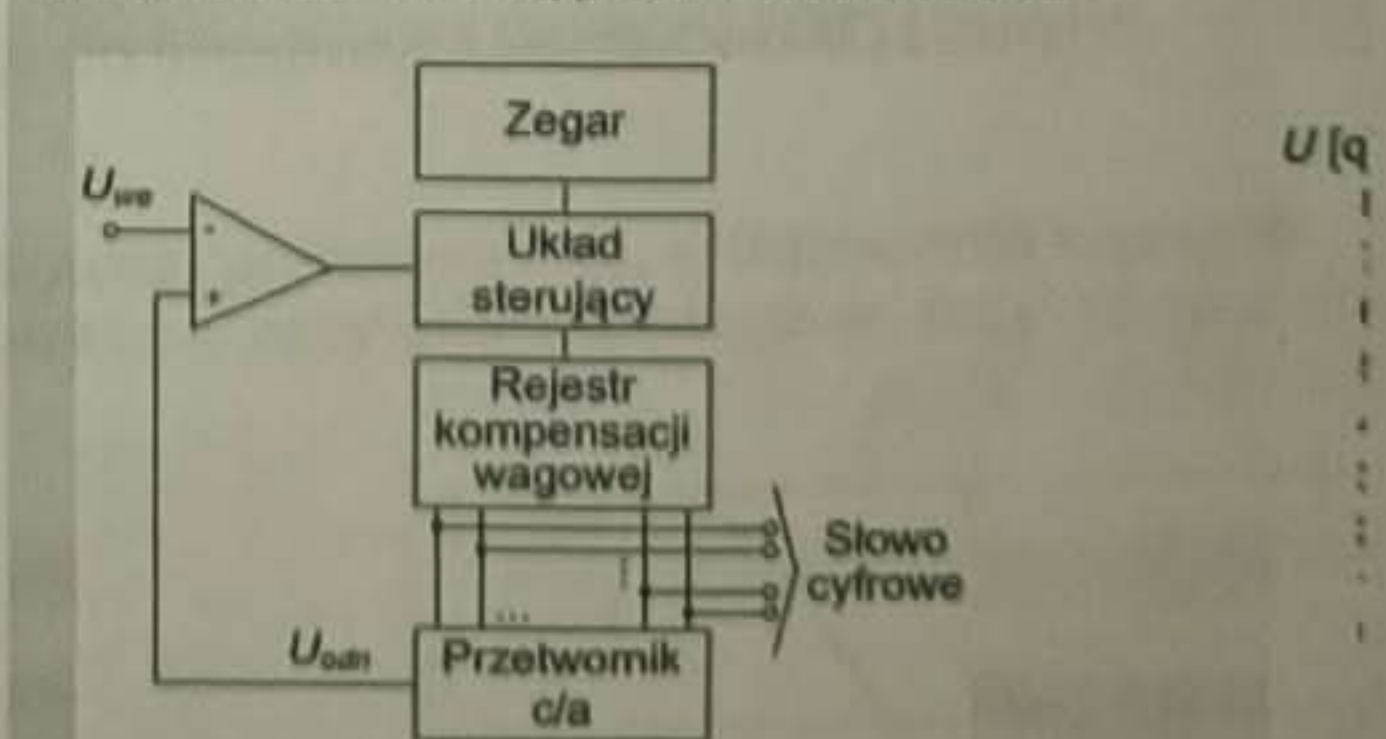 Zegar
U [q
Uwe
-
+
Układ
sterujący
Rejestr
kompensacji
wagowej
Słowo
cyfrowe
...
...
Uodn
Przetwornik
c/a